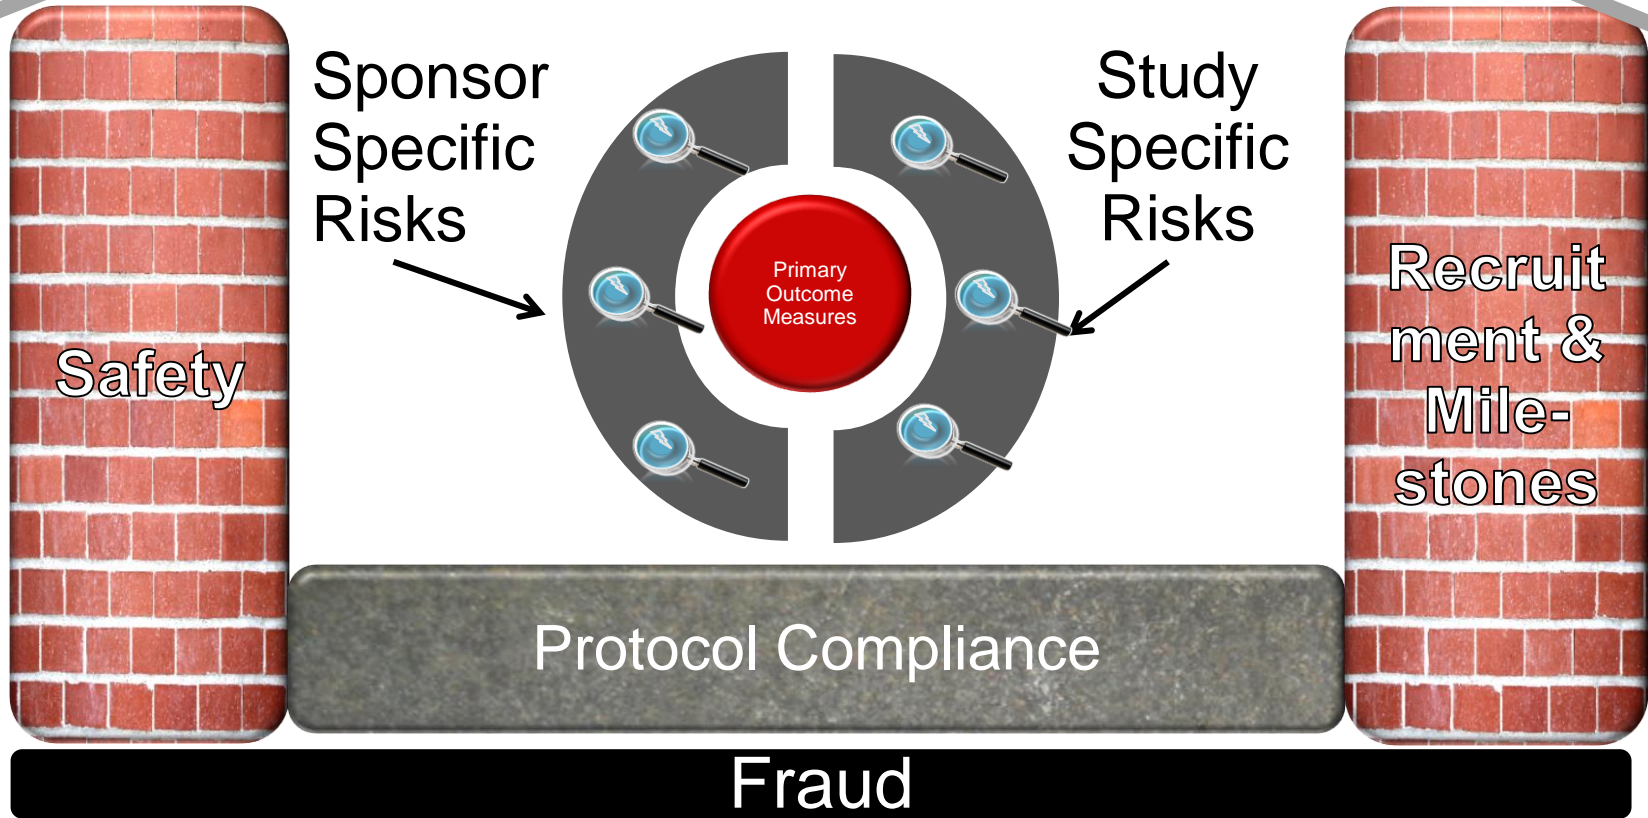 Sponsor
Specific
Risks
Study
Specific
Risks
Primary
Outcome
Measures
Safety
Recruit
ment &
Mile-
stones
Protocol Compliance
Fraud